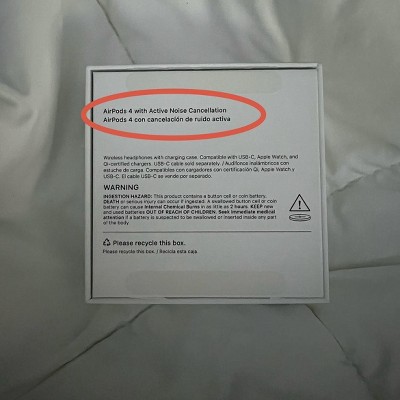 AirPods 4 with Active Noise Cancellation
AirPods 4 con cancelación de ruido activa
Wireless headphones with charging case. Compatible with USB-C, Apple Watch, and
Qi-certified chargers. USB-C cable sold separately. / Audífonos inalámbricos con
estuche de carga. Compatibles con cargadores con certificación Qi, Apple Watch y
USB-C. El cable USB-C se vende por separado.
WARNING
INGESTION HAZARD: This product contains a button cell or coin battery.
DEATH or serious injury can occur if ingested. A swallowed button cell or coin
battery can cause Internal Chemical Burns in as little as 2 hours. KEEP new
and used batteries OUT OF REACH OF CHILDREN. Seek immediate medical
attention if a battery is suspected to be swallowed or inserted inside any part
of the body.
Please recycle this box.
Please recycle this box. / Recicla esta caja.